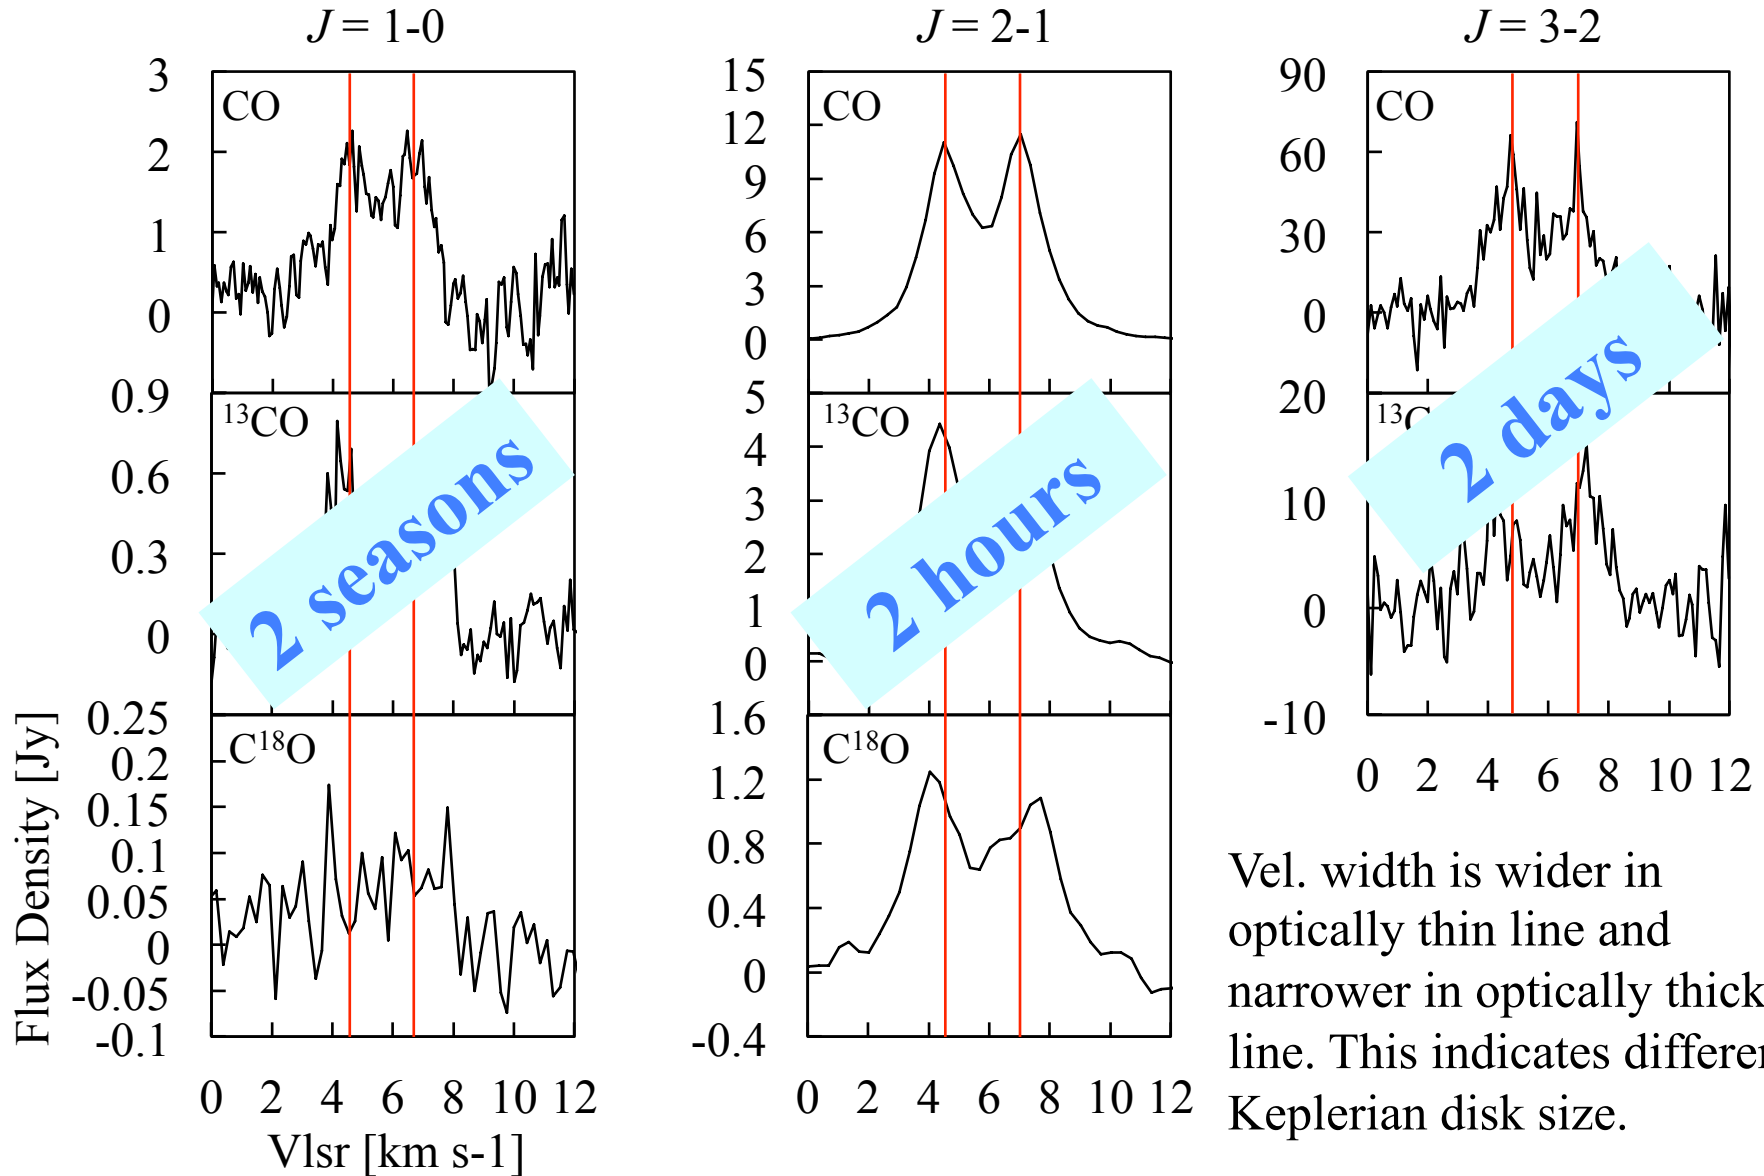 J = 1-0
J = 2-1
J = 3-2
3
2
1
0
CO
15
12
9
6
3
0
CO
90
60
30
0
CO
0.9
0.6
0.3
0
13CO
2 seasons
5
4
3
2
1
0
13CO
2 hours
20
10
0
-10
13C
2 days
0 2 4 6 8 10 12
Flux Density [Jy]
0.25
0.2
0.15
0.1
0.05
0
-0.05
-0.1
C18O
0 2 4 6 8 10 12
Vlsr [km s-1]
1.6
1.2
0.8
0.4
0
-0.4
C18O
0 2 4 6 8 10 12
Vel. width is wider in
optically thin line and
narrower in optically thick
line. This indicates differen
Keplerian disk size.